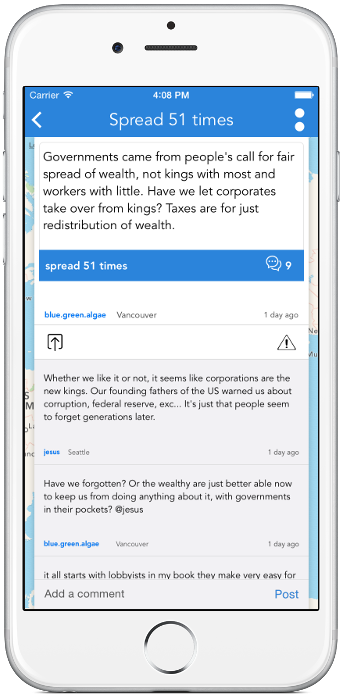 Carrier 4:08 PM
Spread 51 times
Governments came from people's call for fair
spread of wealth, not kings with most and
workers with little. Have we let corporates
take over from kings? Taxes are for just
redistribution of wealth.
spread 51 times 9
blue.green.algae Vancouver 1 day ago
Whether we like it or not, it seems like corporations are the
new kings. Our founding fathers of the US warned us about
corruption, federal reserve, exc... It's just that people seem
to forget generations later.
jesus Seattle 1 day ago
Have we forgotten? Or the wealthy are just better able now
to keep us from doing anything about it, with governments
in their pockets? @jesus
blue.green.algae Vancouver 1 day ago
it all starts with lobbyists in my book they make very easy for
Add a comment Post